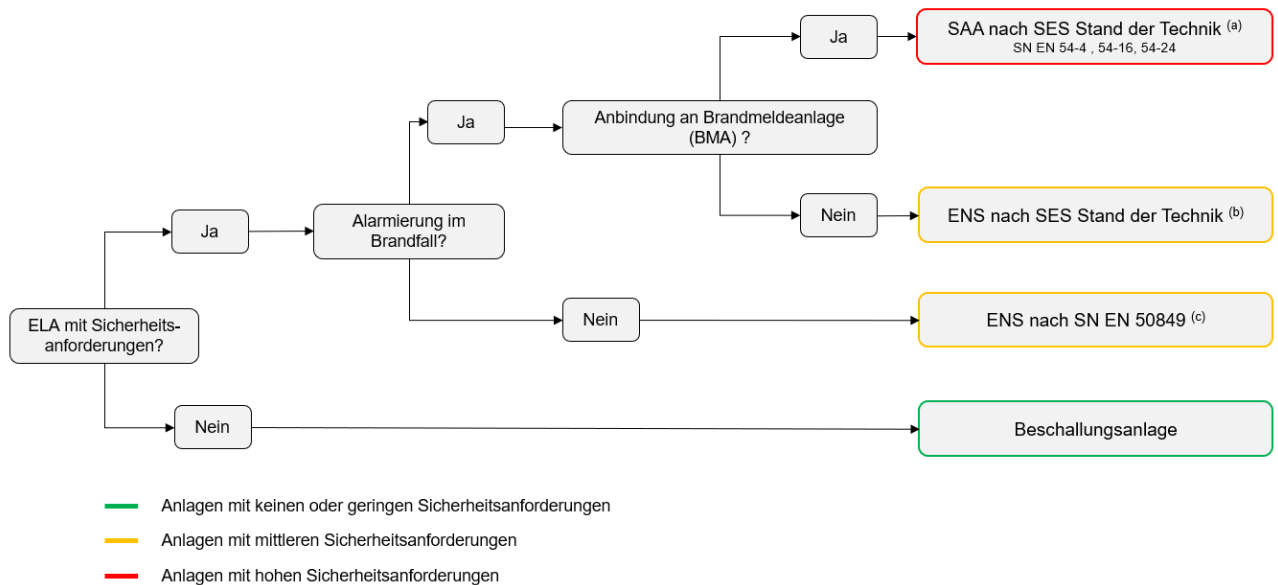 Ja
SAA nach SES Stand der Technik (a)
SN EN 54-4 , 54-16, 54-24
Ja
Anbindung an Brandmeldeanlage
(BMA) ?
Ja
Alarmierung im
Brandfall?
Nein
ENS nach SES Stand der Technik (b)
ELA mit Sicherheits-
anforderungen?
Nein
ENS nach SN EN 50849 (c)
Nein
Beschallungsanlage
Anlagen mit keinen oder geringen Sicherheitsanforderungen
Anlagen mit mittleren Sicherheitsanforderungen
Anlagen mit hohen Sicherheitsanforderungen